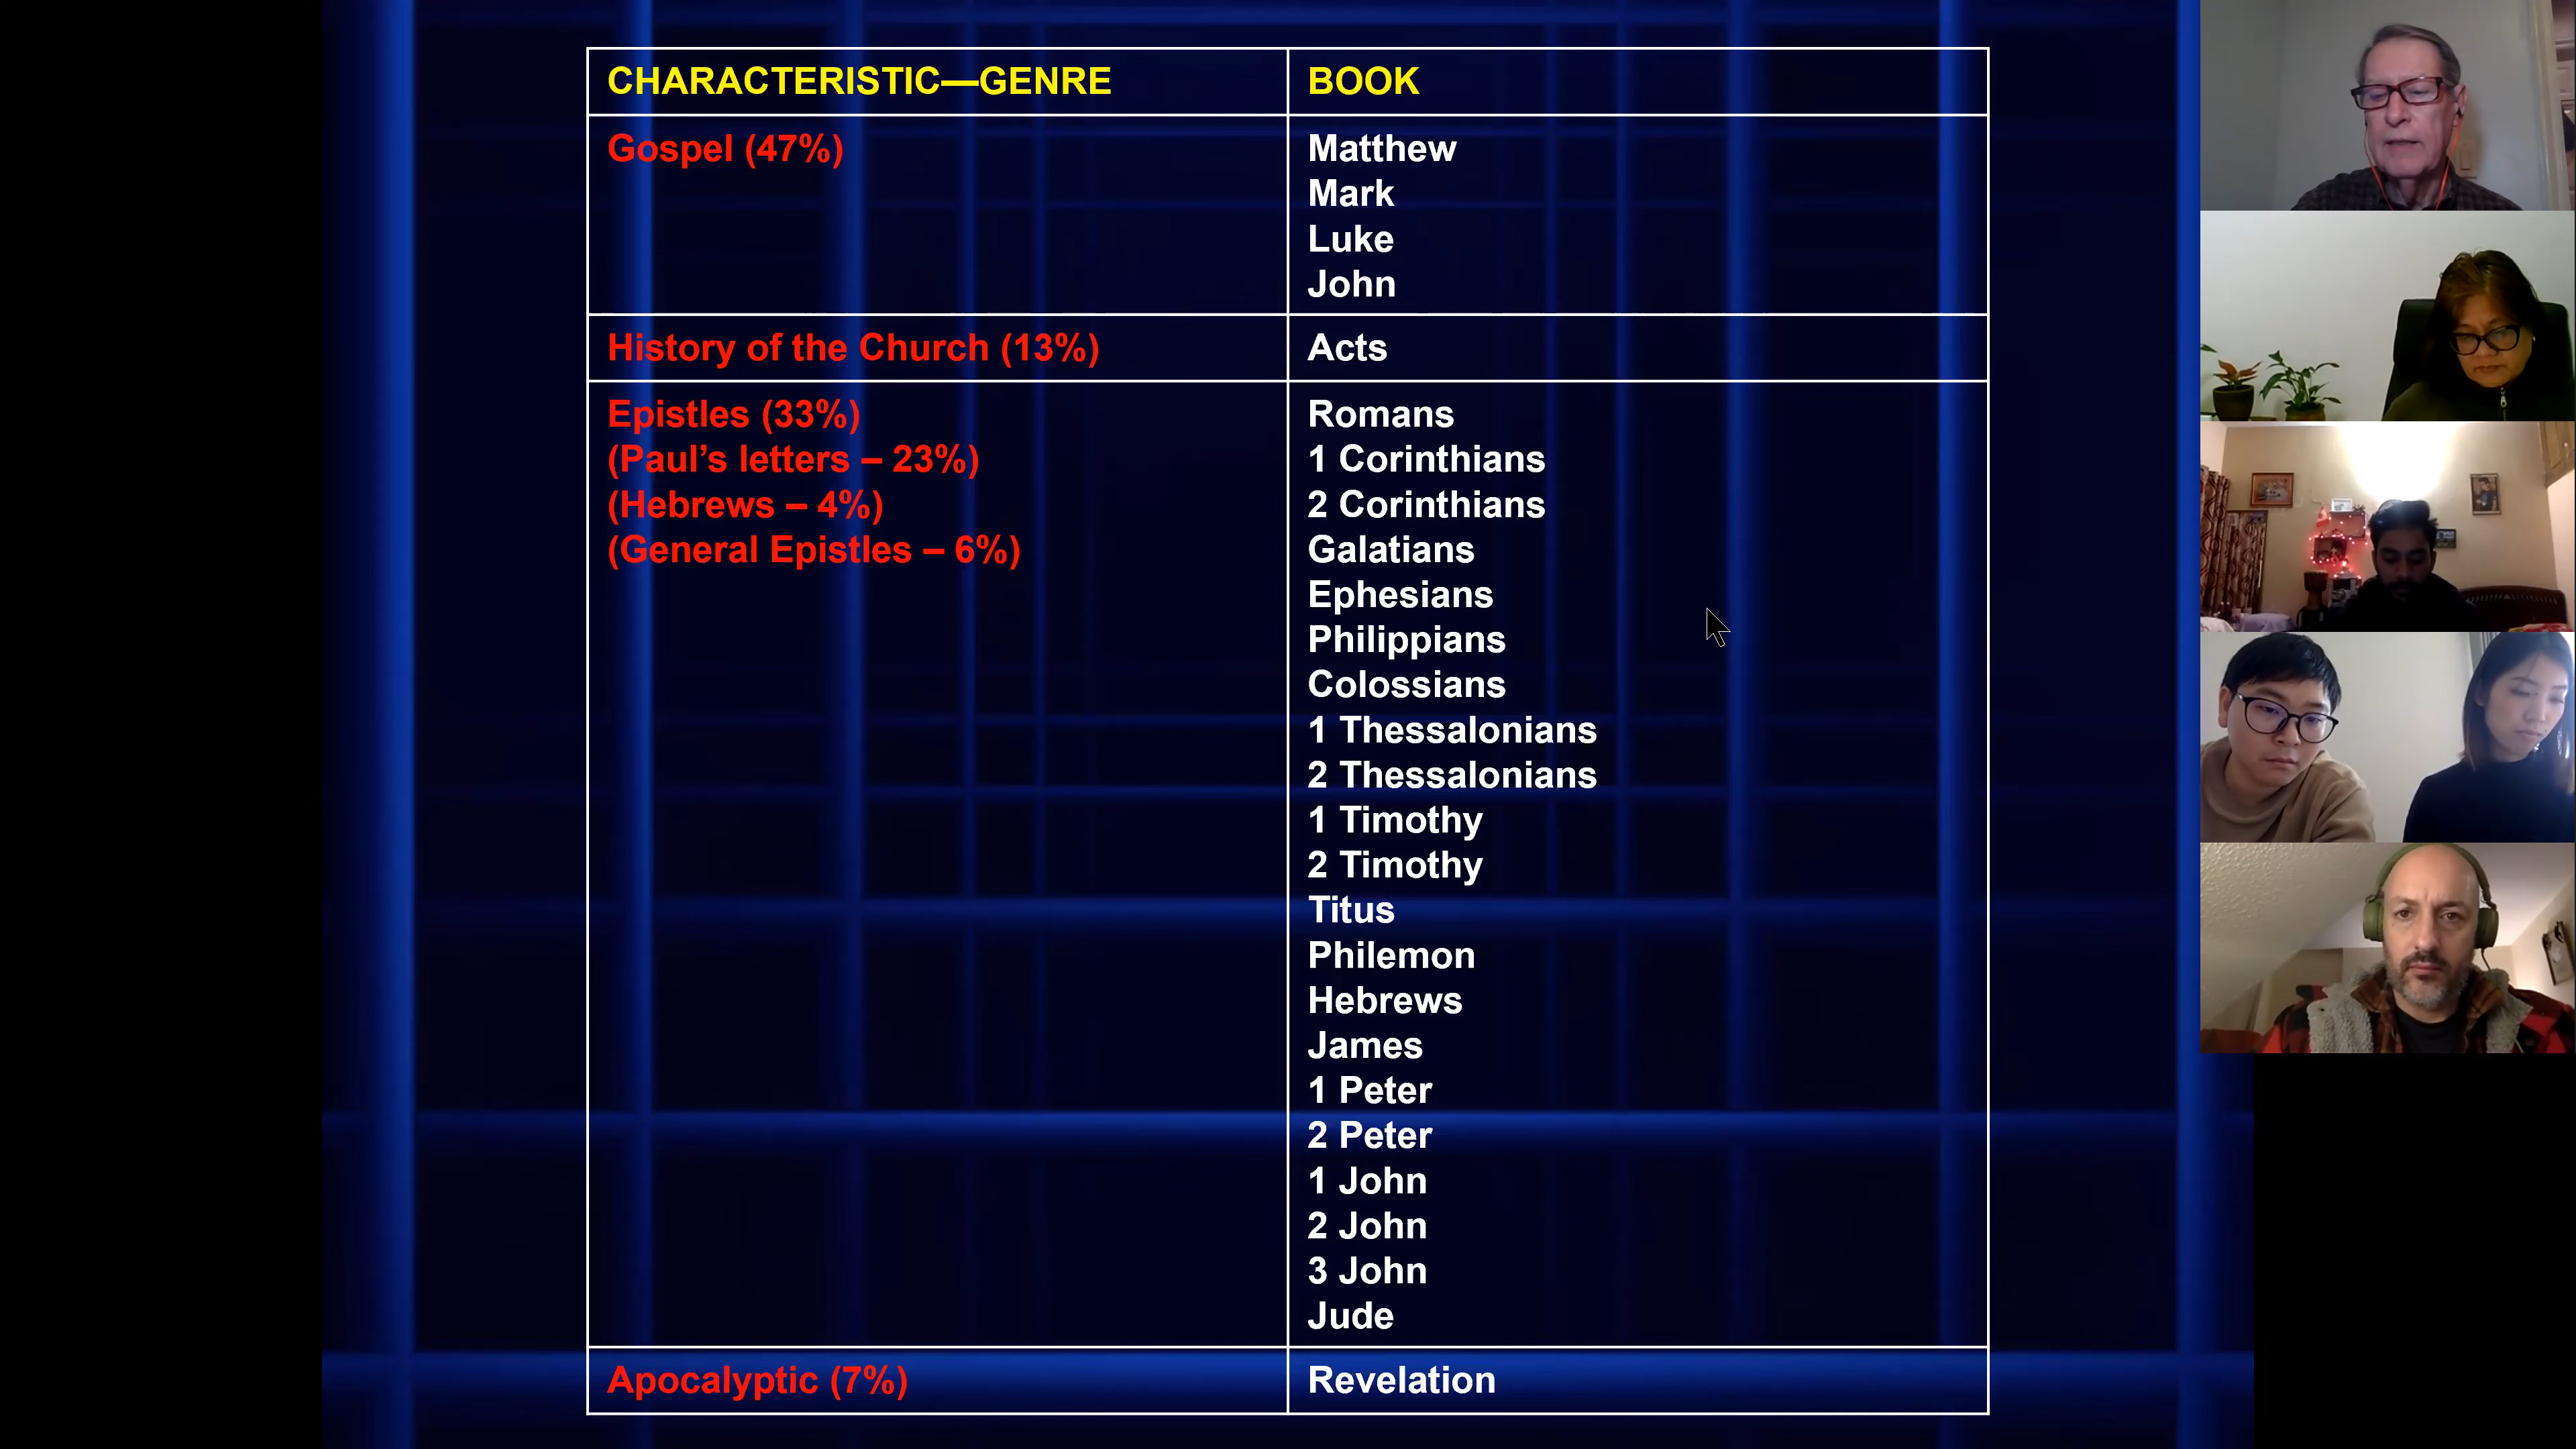 CHARACTERISTIC—GENRE
BOOK
Gospel (47%)
Matthew
Mark
Luke
John
History of the Church (13%)
Acts
Epistles (33%)
(Paul’s letters – 23%)
(Hebrews – 4%)
(General Epistles – 6%)
Romans
1 Corinthians
2 Corinthians
Galatians
Ephesians
Philippians
Colossians
1 Thessalonians
2 Thessalonians
1 Timothy
2 Timothy
Titus
Philemon
Hebrews
James
1 Peter
2 Peter
1 John
2 John
3 John
Jude
Apocalyptic (7%)
Revelation